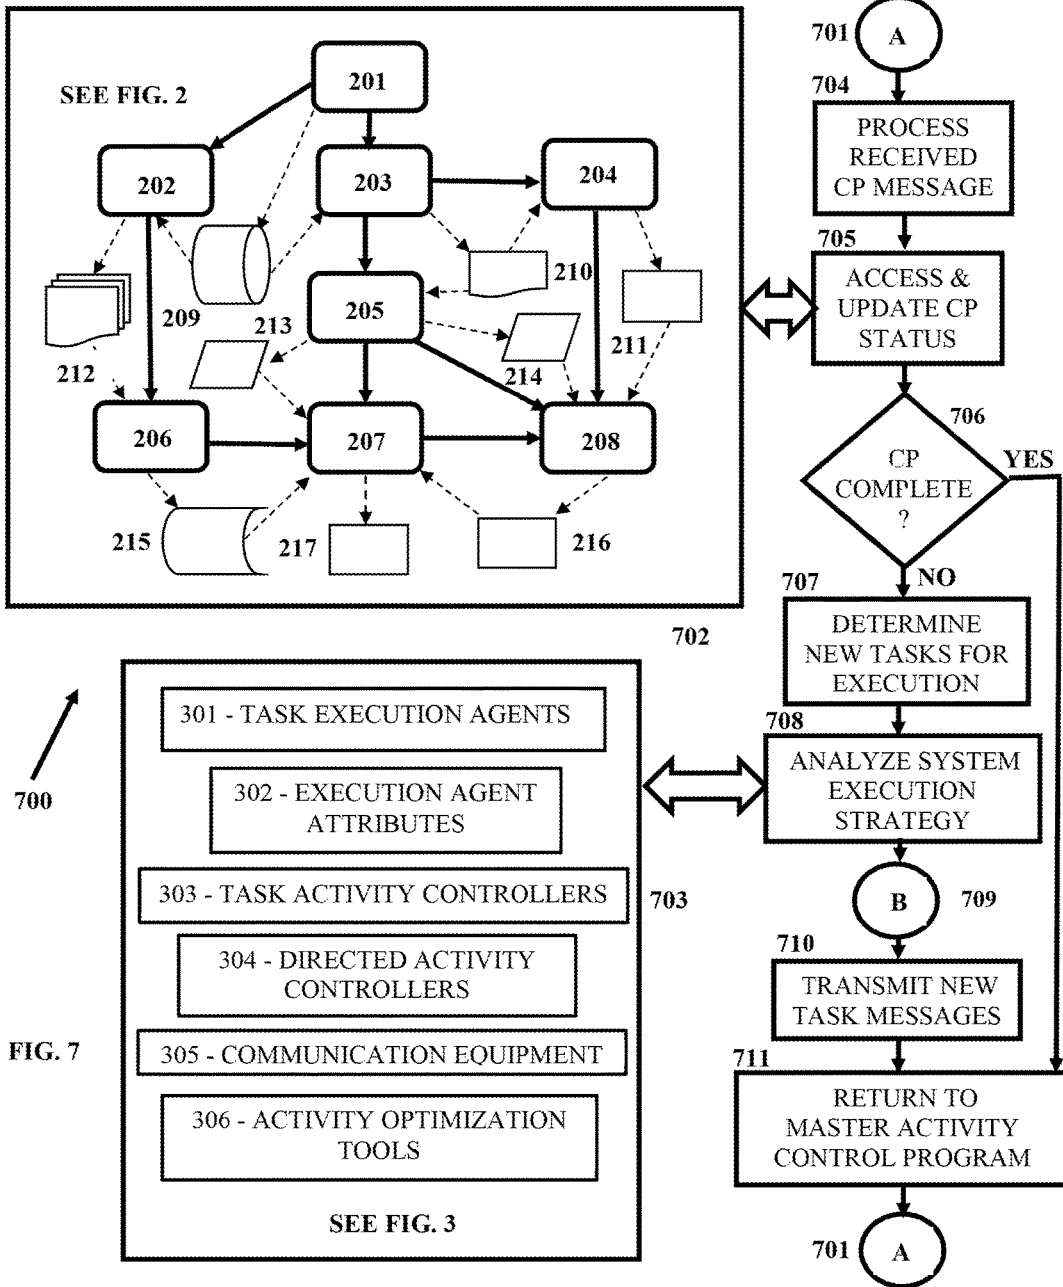 701
A
704
PROCESS
RECEIVED
CP MESSAGE
705
ACCESS &
UPDATE CP
STATUS
706
CP
COMPLETE
?
YES
NO
707
DETERMINE
NEW TASKS FOR
EXECUTION
708
ANALYZE SYSTEM
EXECUTION
STRATEGY
B
709
710
TRANSMIT NEW
TASK MESSAGES
711
RETURN TO
MASTER ACTIVITY
CONTROL PROGRAM
701
A
SEE FIG. 2
201
202
203
204
209
210
205
213
211
212
214
206
207
208
215
217
216
702
700
301 - TASK EXECUTION AGENTS
302 - EXECUTION AGENT
ATTRIBUTES
303 - TASK ACTIVITY CONTROLLERS
703
304 - DIRECTED ACTIVITY
CONTROLLERS
305 - COMMUNICATION EQUIPMENT
306 - ACTIVITY OPTIMIZATION
TOOLS
SEE FIG. 3
FIG. 7